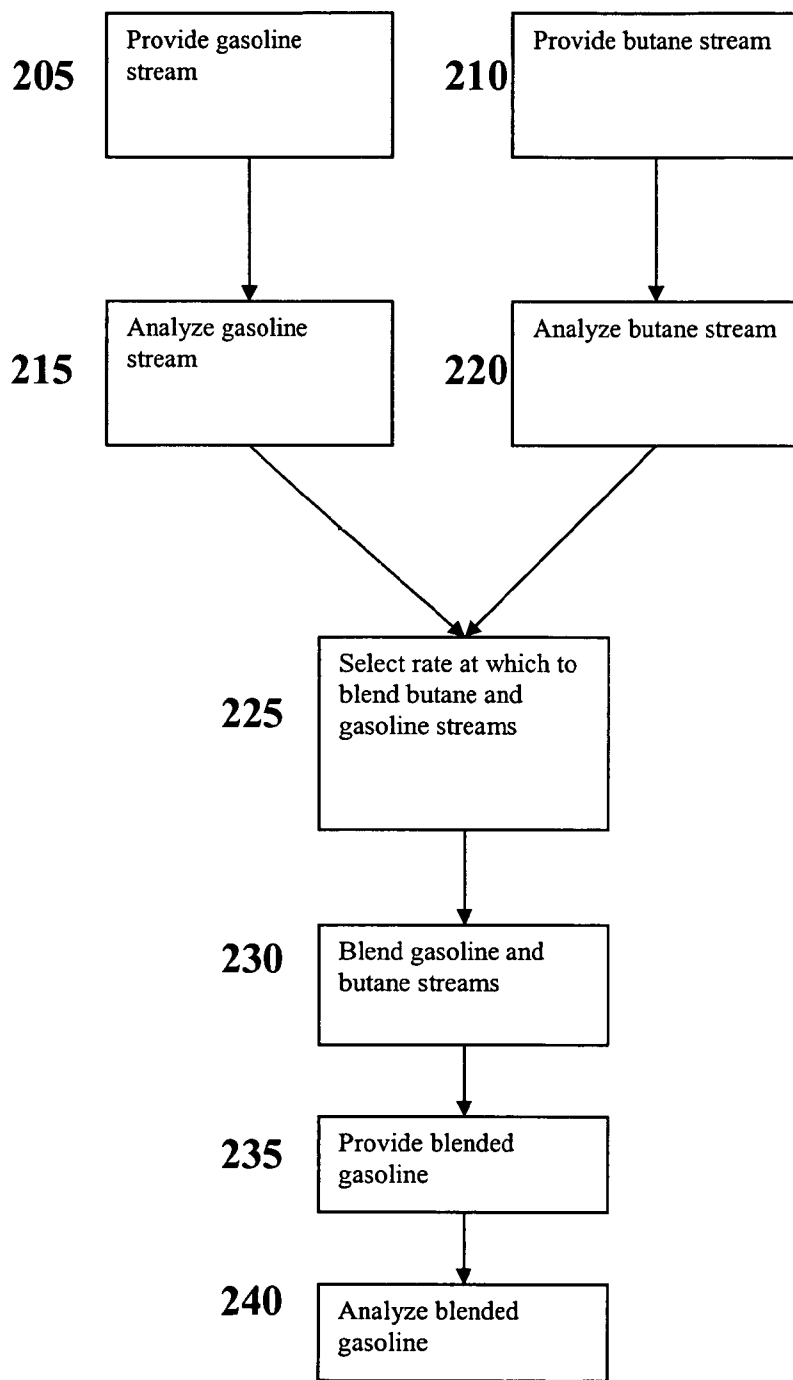 205
Provide gasoline
stream
210
Provide butane stream
215
Analyze gasoline
stream
220
Analyze butane stream
225
Select rate at which to
blend butane and
gasoline streams
230
Blend gasoline and
butane streams
235
Provide blended
gasoline
240
Analyze blended
gasoline